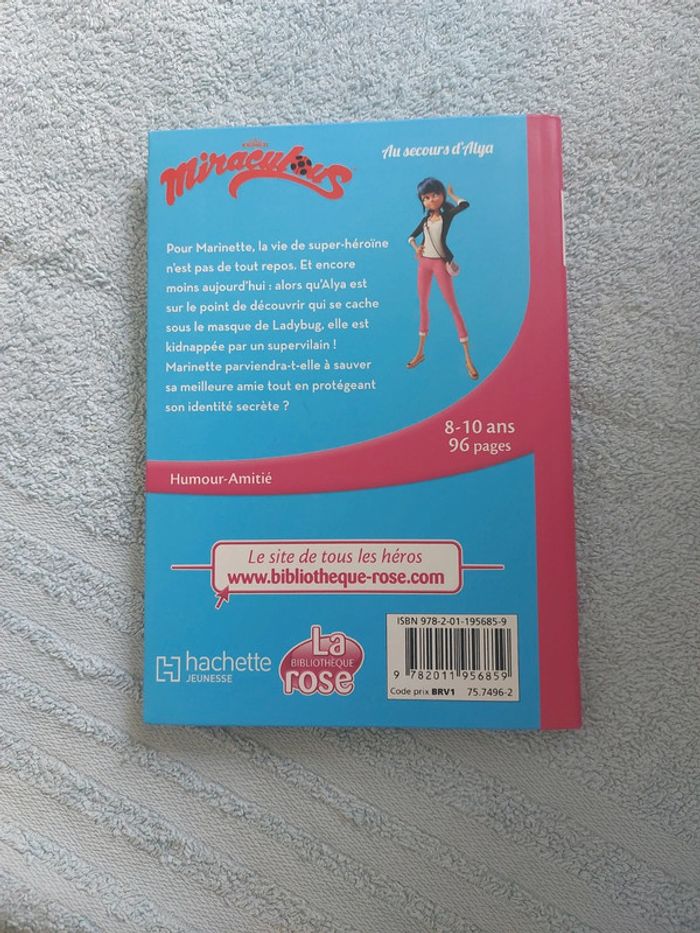 Miraculous
Au secours d'Alya
Pour Marinette, la vie de super-héroïne
n'est pas de tout repos. Et encore
moins aujourd'hui : alors qu'Alya est
sur le point de découvrir qui se cache
sous le masque de Ladybug, elle est
kidnappée par un supervilain !
Marinette parviendra-t-elle à sauver
sa meilleure amie tout en protégeant
son identité secrète ?
8-10 ans
96 pages
Humour-Amitié
Le site de tous les héros
www.bibliotheque-rose.com
hachette
JEUNESSE
La
BIBLIOTHÈQUE
rose
ISBN 978-2-01-195685-9
9 782011 956859
Code prix BRV1 75.7496-2